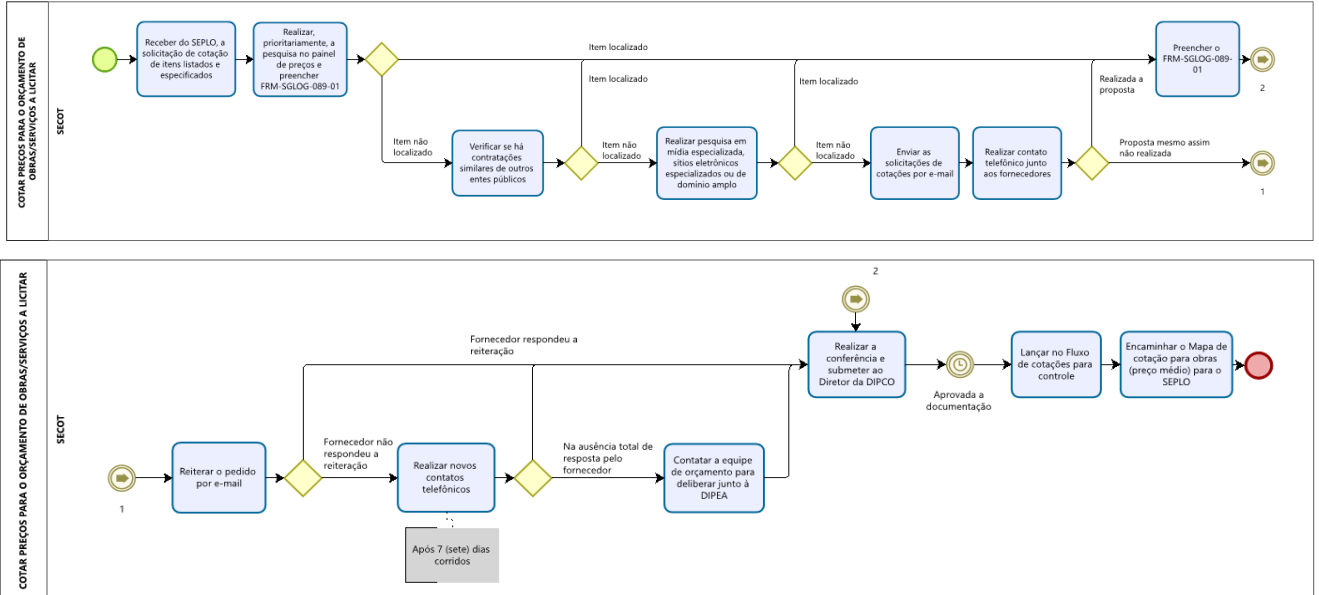 COTAR PREÇOS PARA O ORÇAMENTO DE
OBRAS/SERVIÇOS A LICITAR
SECOT
Receber do SEPLO, a
solicitação de cotação
de itens listados e
especificados
Realizar,
prioritariamente, a
pesquisa no painel
de preços e
preencher
FRM-SGLOG-089-01
Item localizado
Item localizado
Item localizado
Realizada a
proposta
Preencher o
FRM-SGLOG-089-
01
2
Item não
localizado
Verificar se há
contratações
similares de outros
entes públicos
Item não
localizado
Realizar pesquisa em
mídia especializada,
sítios eletrônicos
especializados ou de
domínio amplo
Item não
localizado
Enviar as
solicitações de
cotações por e-mail
Realizar contato
telefônico junto
aos fornecedores
Proposta mesmo assim
não realizada
1
COTAR PREÇOS PARA O ORÇAMENTO DE OBRAS/SERVIÇOS A LICITAR
SECOT
2
Fornecedor respondeu a
reiteração
Realizar a
conferência e
submeter ao
Diretor da DIPCO
Aprovada a
documentação
Lançar no Fluxo
de cotações para
controle
Encaminhar o Mapa de
cotação para obras
(preço médio) para o
SEPLO
1
Reiterar o pedido
por e-mail
Fornecedor não
respondeu a
reiteração
Realizar novos
contatos
telefônicos
Na ausência total de
resposta pelo
fornecedor
Contatar a equipe
de orçamento para
deliberar junto à
DIPEA
Após 7 (sete) dias
corridos